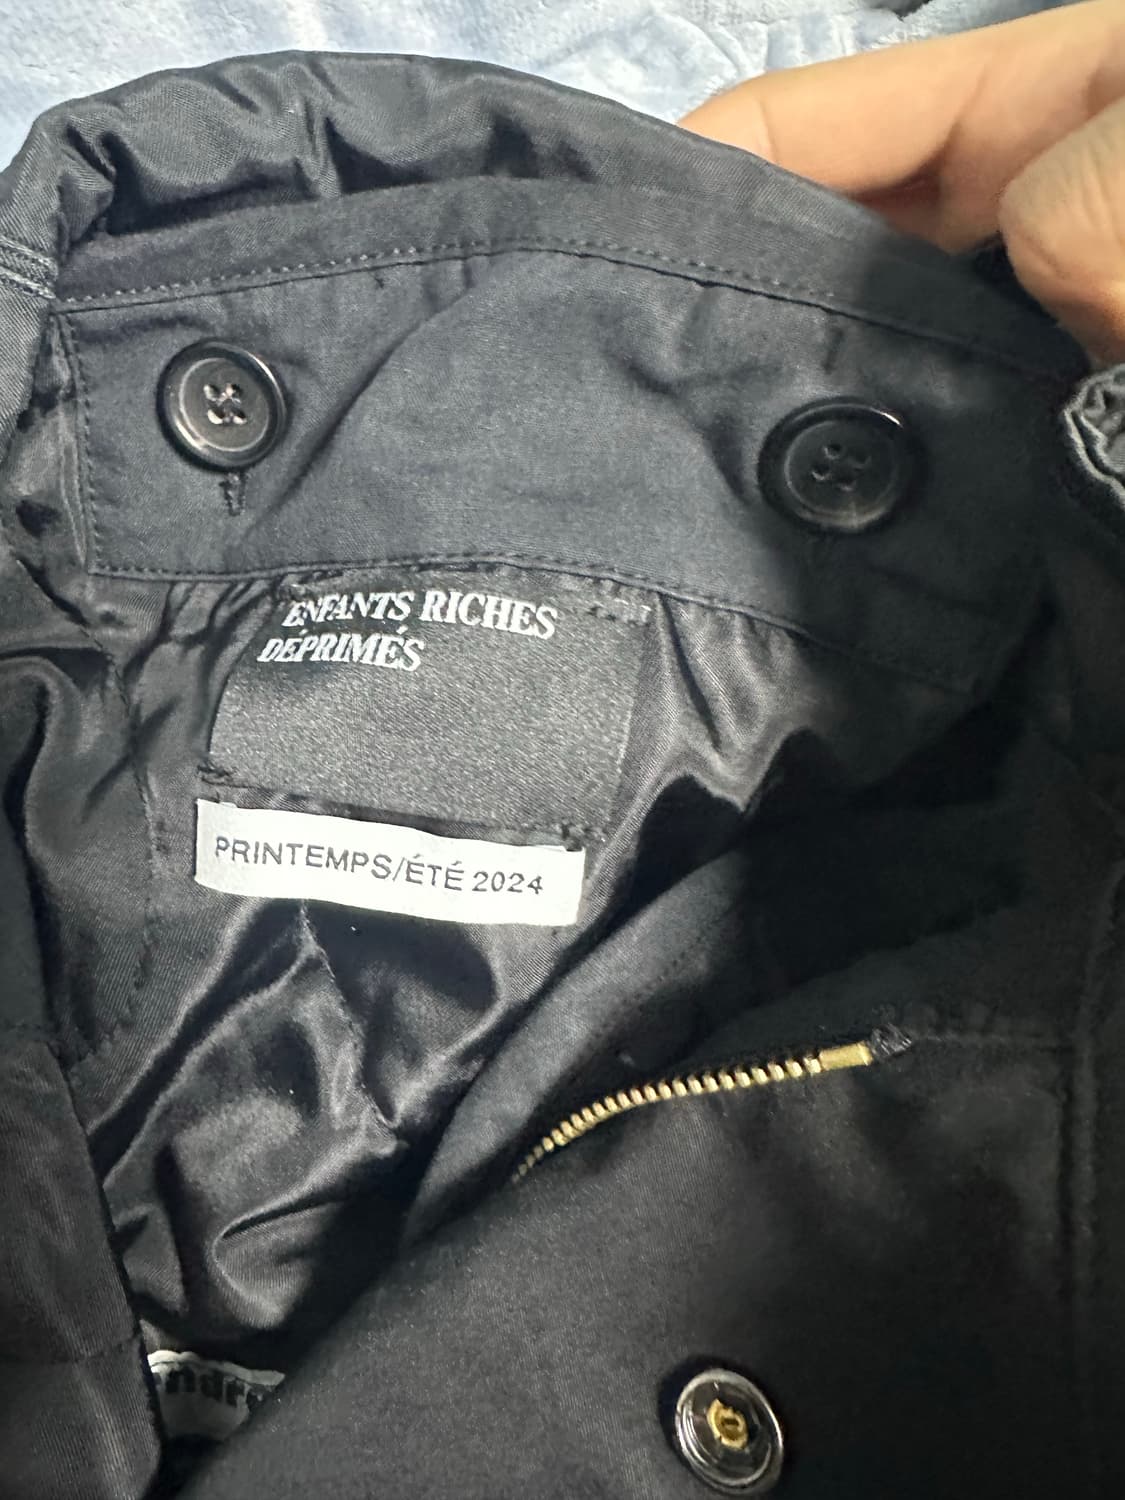 ENFANTS RICHES
DÉPRIMÉS
PRINTEMPS/ÉTÉ 2024